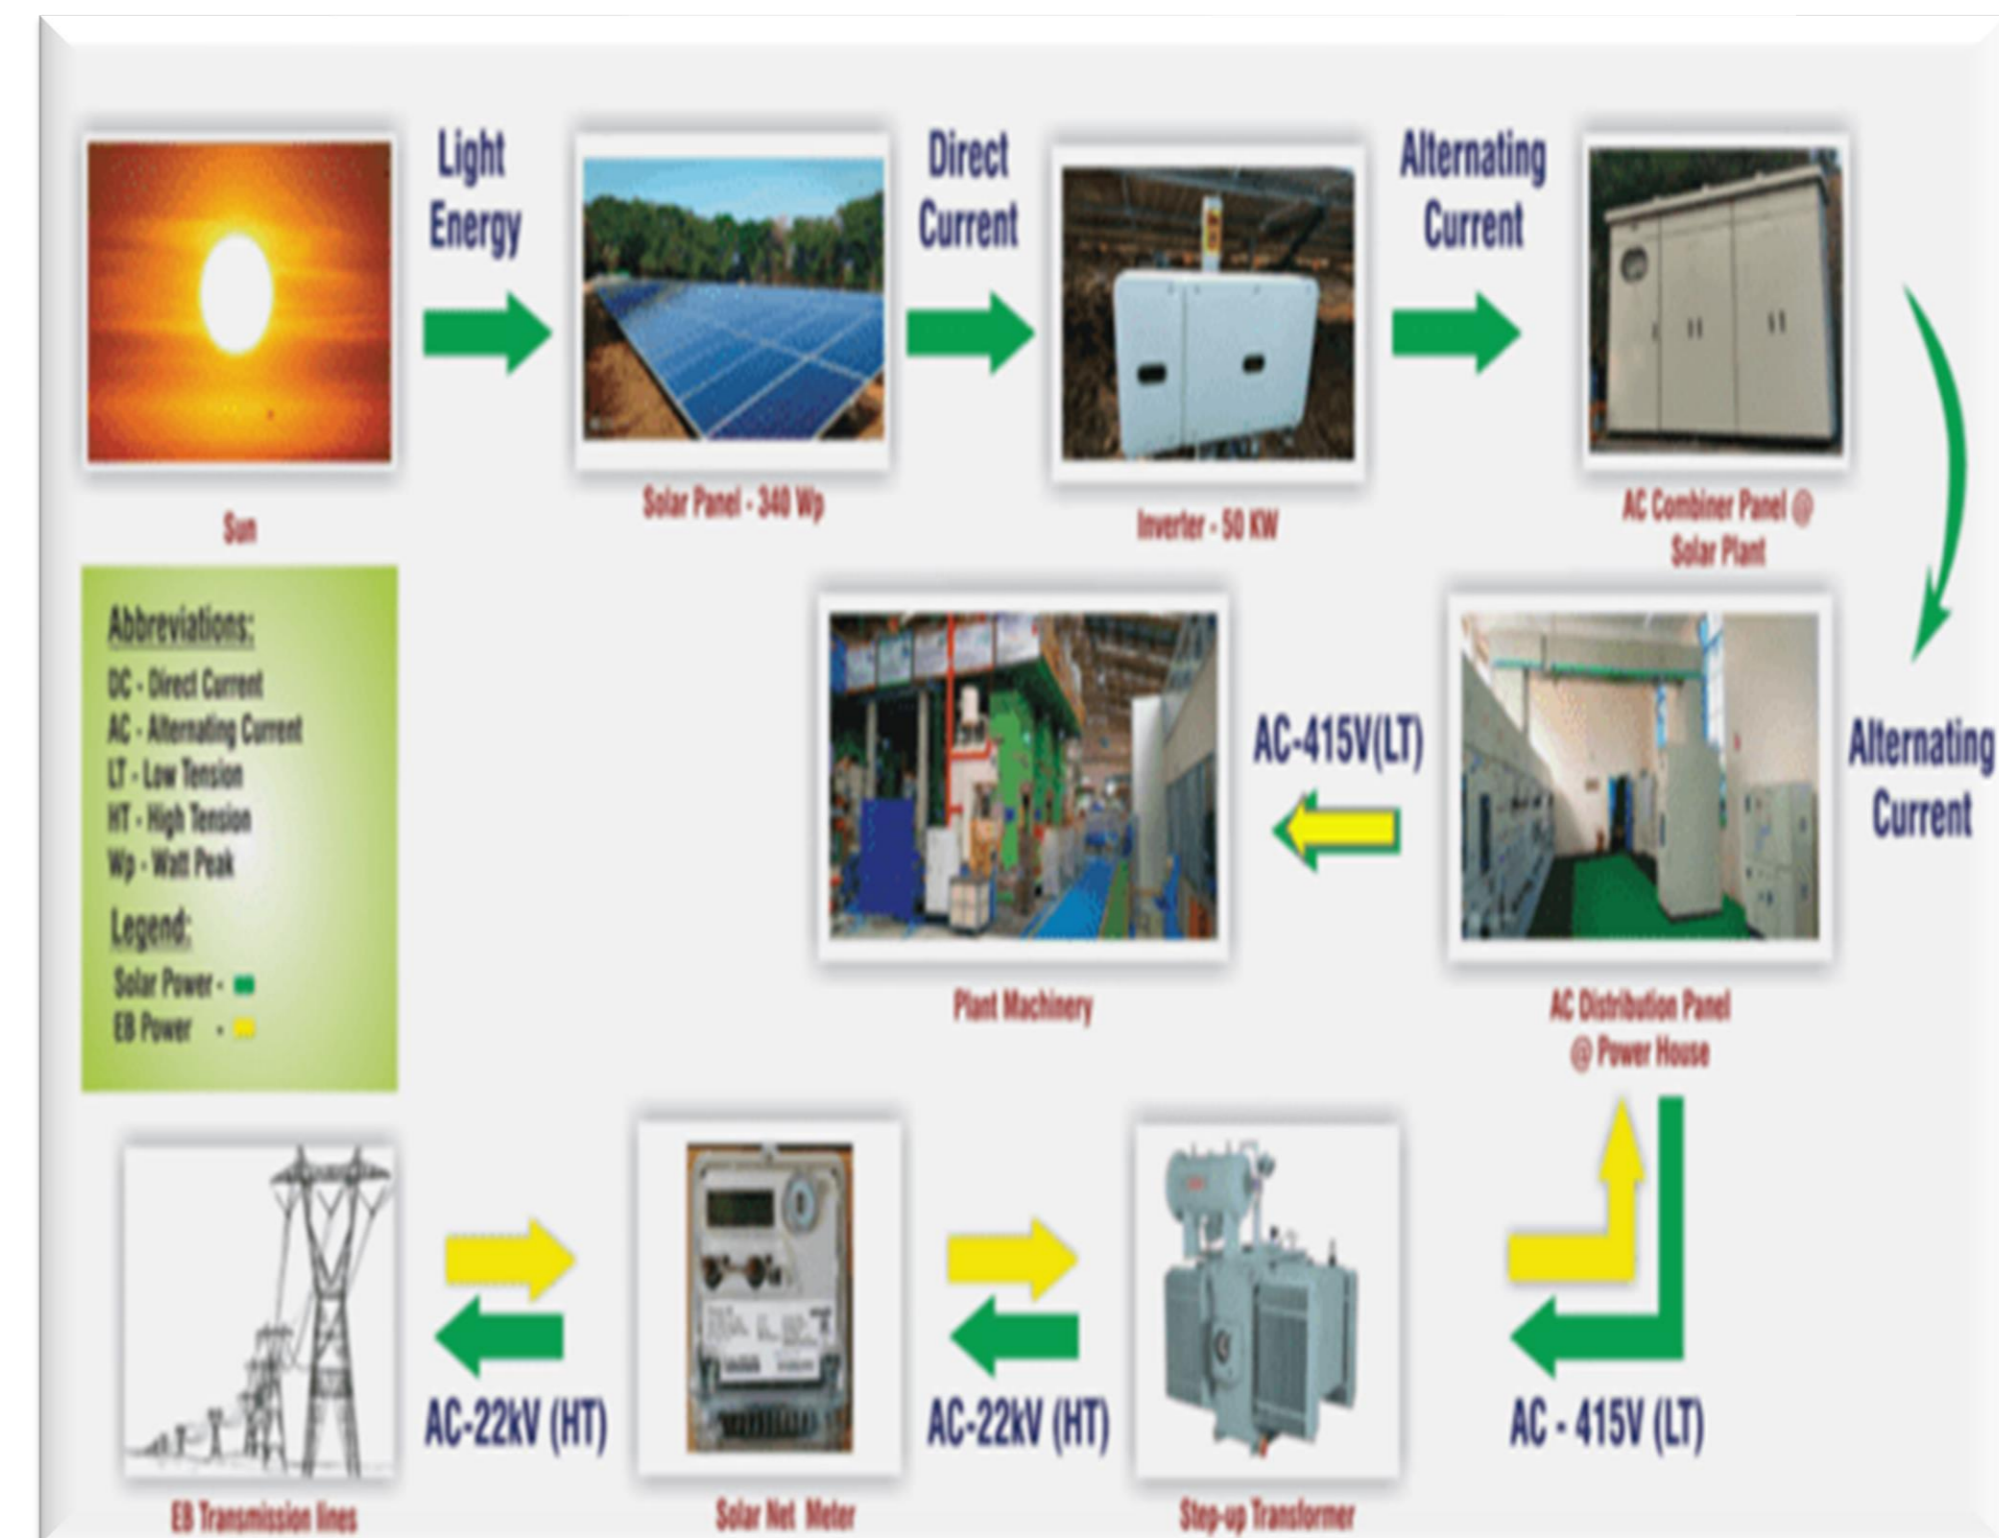 Light
Energy
Direct
Current
Alternating
Current
Sun
Solar Panel - 340 Wp
Inverter - 50 KW
AC Combiner Panel @
Solar Plant
Abbreviations:
DC - Direct Current
AC - Alternating Current
LT - Low Tension
HT - High Tension
Wp - Watt Peak
Legend:
Solar Power -
EB Power -
AC-415V(LT)
Alternating
Current
Plant Machinery
AC Distribution Panel
@ Power House
AC-22kV (HT)
AC-22kV (HT)
AC - 415V (LT)
EB Transmission lines
Solar Net Meter
Step-up Transformer